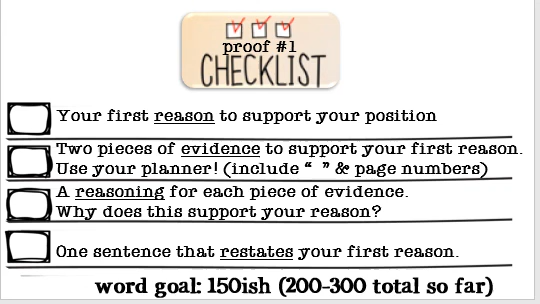 proof #1
CHECKLIST
Your first reason to support your position
Two pieces of evidence to support your first reason.
Use your planner! (include “ ” & page numbers)
A reasoning for each piece of evidence.
Why does this support your reason?
One sentence that restates your first reason.
word goal: 150ish (200-300 total so far)